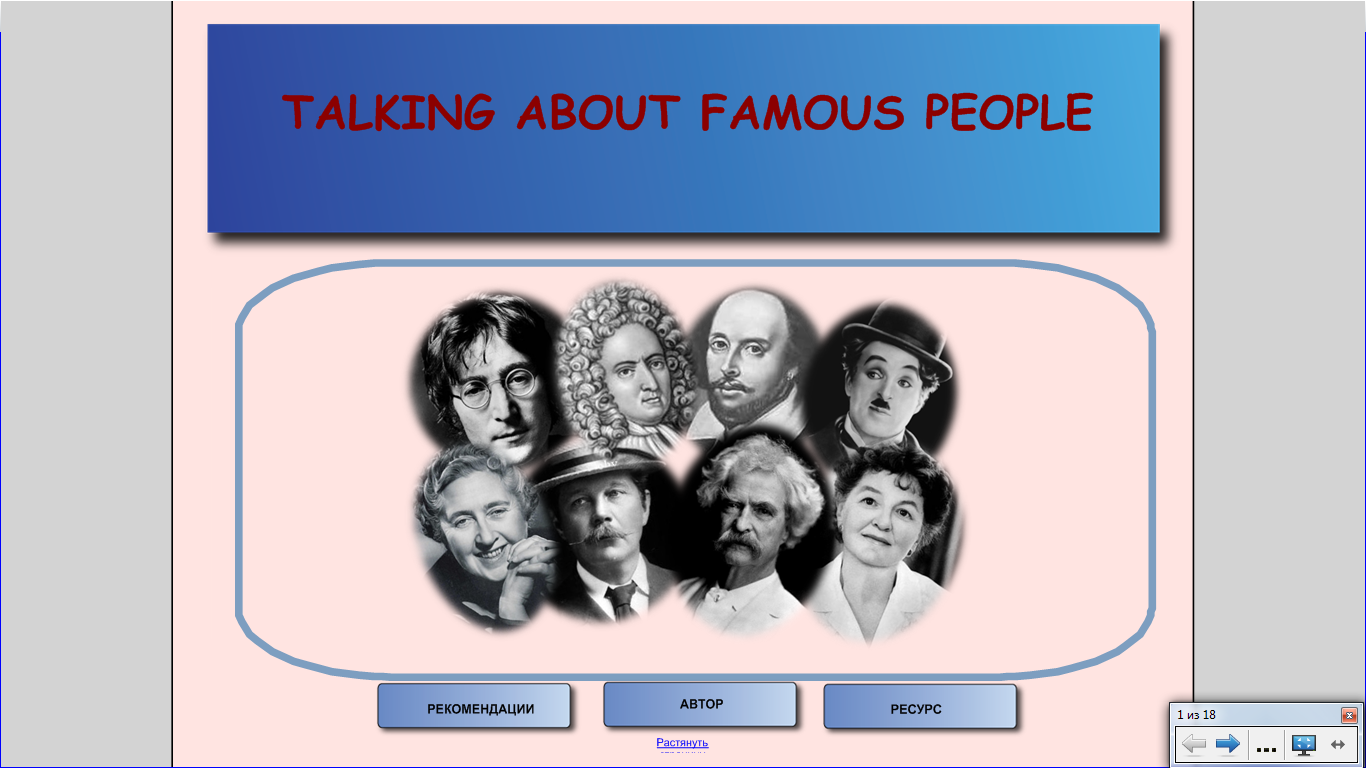 TALKING ABOUT FAMOUS PEOPLE
РЕКОМЕНДАЦИИ
АВТОР
РЕСУРС
Растянуть
1 из 18